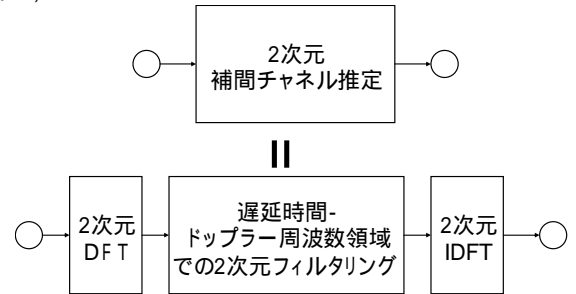 2次元
補間チャネル推定
=
2次元
DFT
遅延時間-
ドップラー周波数領域
での2次元フィルタリング
2次元
IDFT